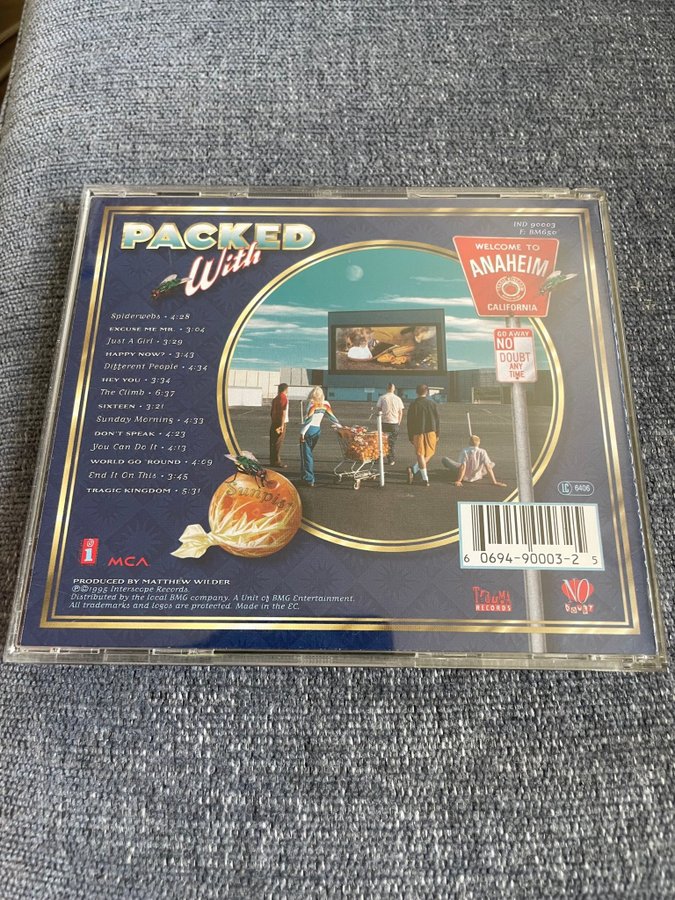 PACKED
With
IND 90003
F: BM650
WELCOME TO
ANAHEIM
CALIFORNIA
GO AWAY
NO
DOUBT
ANY
TIME
Spiderwebs • 4:28
EXCUSE ME MR. • 3:04
Just A Girl • 3:29
HAPPY NOW? • 3:43
Different People • 4:34
HEY YOU • 3:34
The Climb • 6:37
SIXTEEN • 3:21
Sunday Morning • 4:33
DON'T SPEAK • 4:23
You Can Do It • 4:13
WORLD GO 'ROUND • 4:09
End It On This • 3:45
TRAGIC KINGDOM • 5:31
Sunpist
LC 6406
6 06949-90003-2 5
i
MCA
PRODUCED BY MATTHEW WILDER
℗©1995 Interscope Records.
Distributed by the local BMG company. A Unit of BMG Entertainment.
All trademarks and logos are protected. Made in the EC.
Trauma
RECORDS
NO
DOUBT